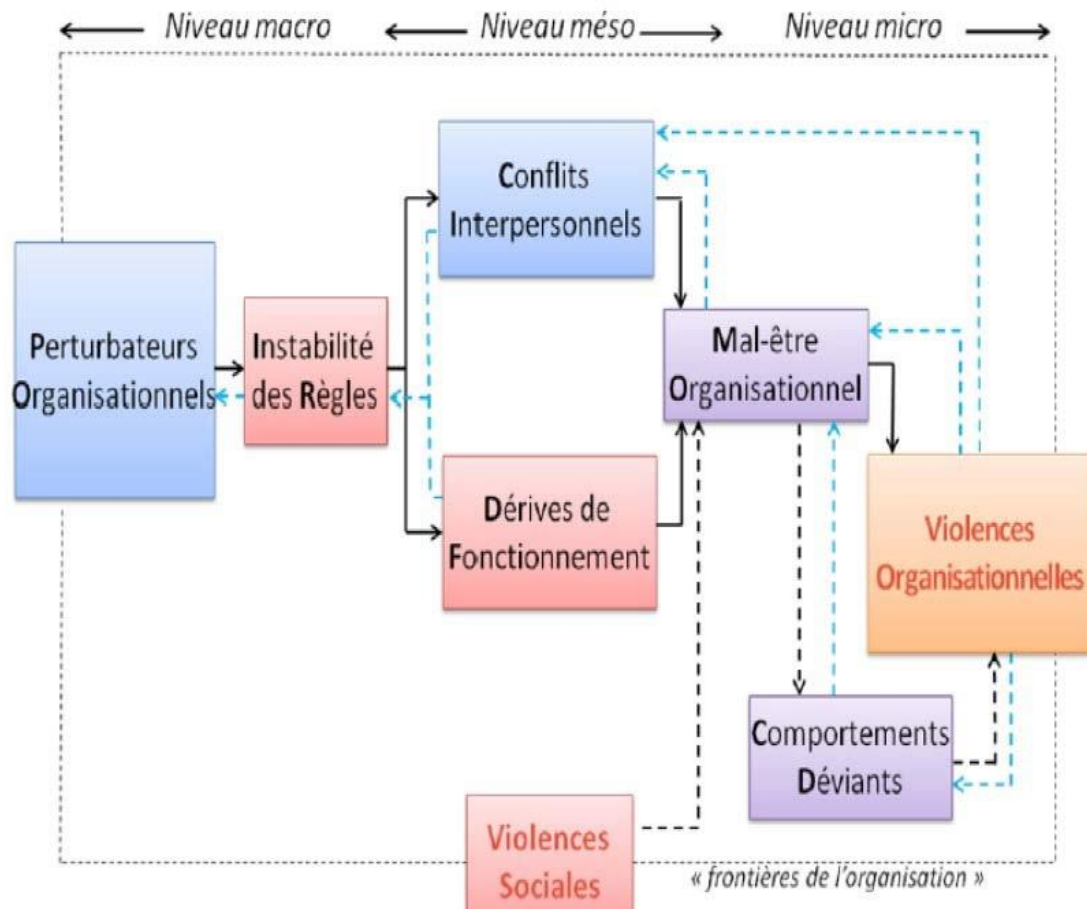 Niveau macro
Niveau méso
Niveau micro
Conflits
Interpersonnels
Perturbateurs
Organisationnels
Instabilité
des Règles
Mal-être
Organisationnel
Dérives de
Fonctionnement
Violences
Organisationnelles
Comportements
Déviants
Violences
Sociales
« frontières de l'organisation »